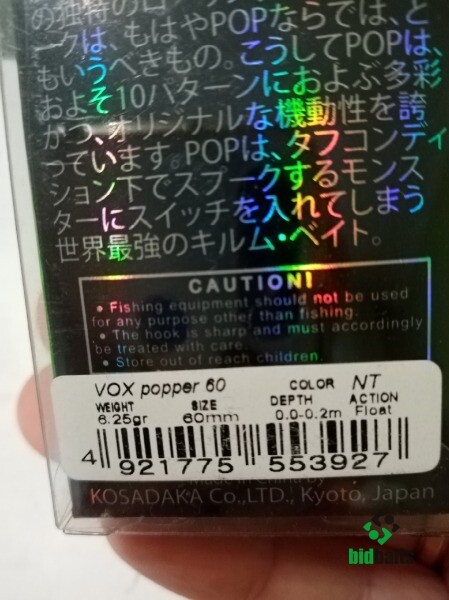 の独特のロ
ークは、もはやPOPならでは、と
もいうべきもの。こうしてPOPは、
およそ10パターンにおよぶ多彩
かつ、オリジナルな機動性を誇
っています。POPは、タフコンディ
ション下でスプークするモンス
ターにスイッチを入れてしまう
世界最強のキルム・ベイト。
CAUTION!
• Fishing equipment should not be used
for any purpose other than fishing.
• The hook is sharp and must accordingly
be treated with care.
• Store out of reach children.
VOX popper 60 COLOR NT
WEIGHT SIZE DEPTH ACTION
6.25gr 60mm 0.0-0.2m Float
4 921775 553927
Made in China by
KOSADAKA Co.,LTD., Kyoto, Japan